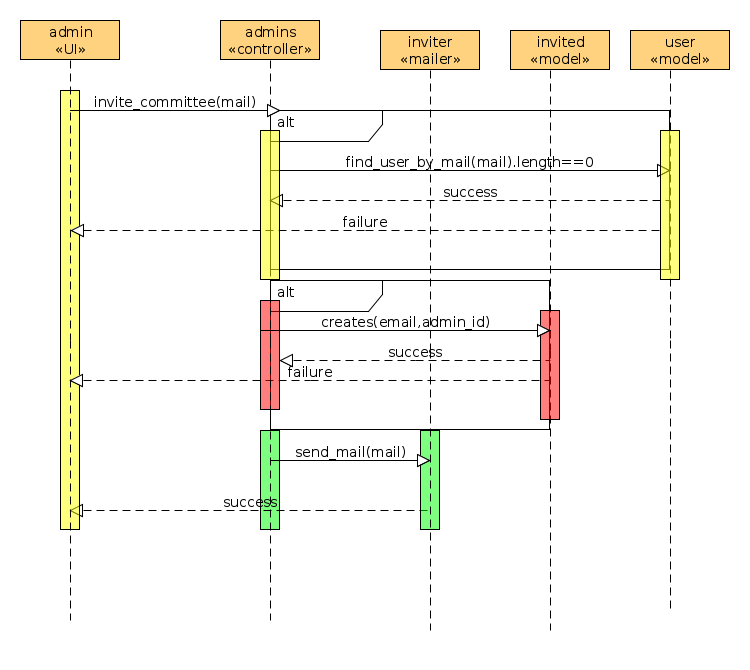 admin
«UI»
admins
«controller»
inviter
«mailer»
invited
«model»
user
«model»
invite_committee(mail)
alt
find_user_by_mail(mail).length==0
success
failure
alt
creates(email,admin_id)
success
failure
send_mail(mail)
success